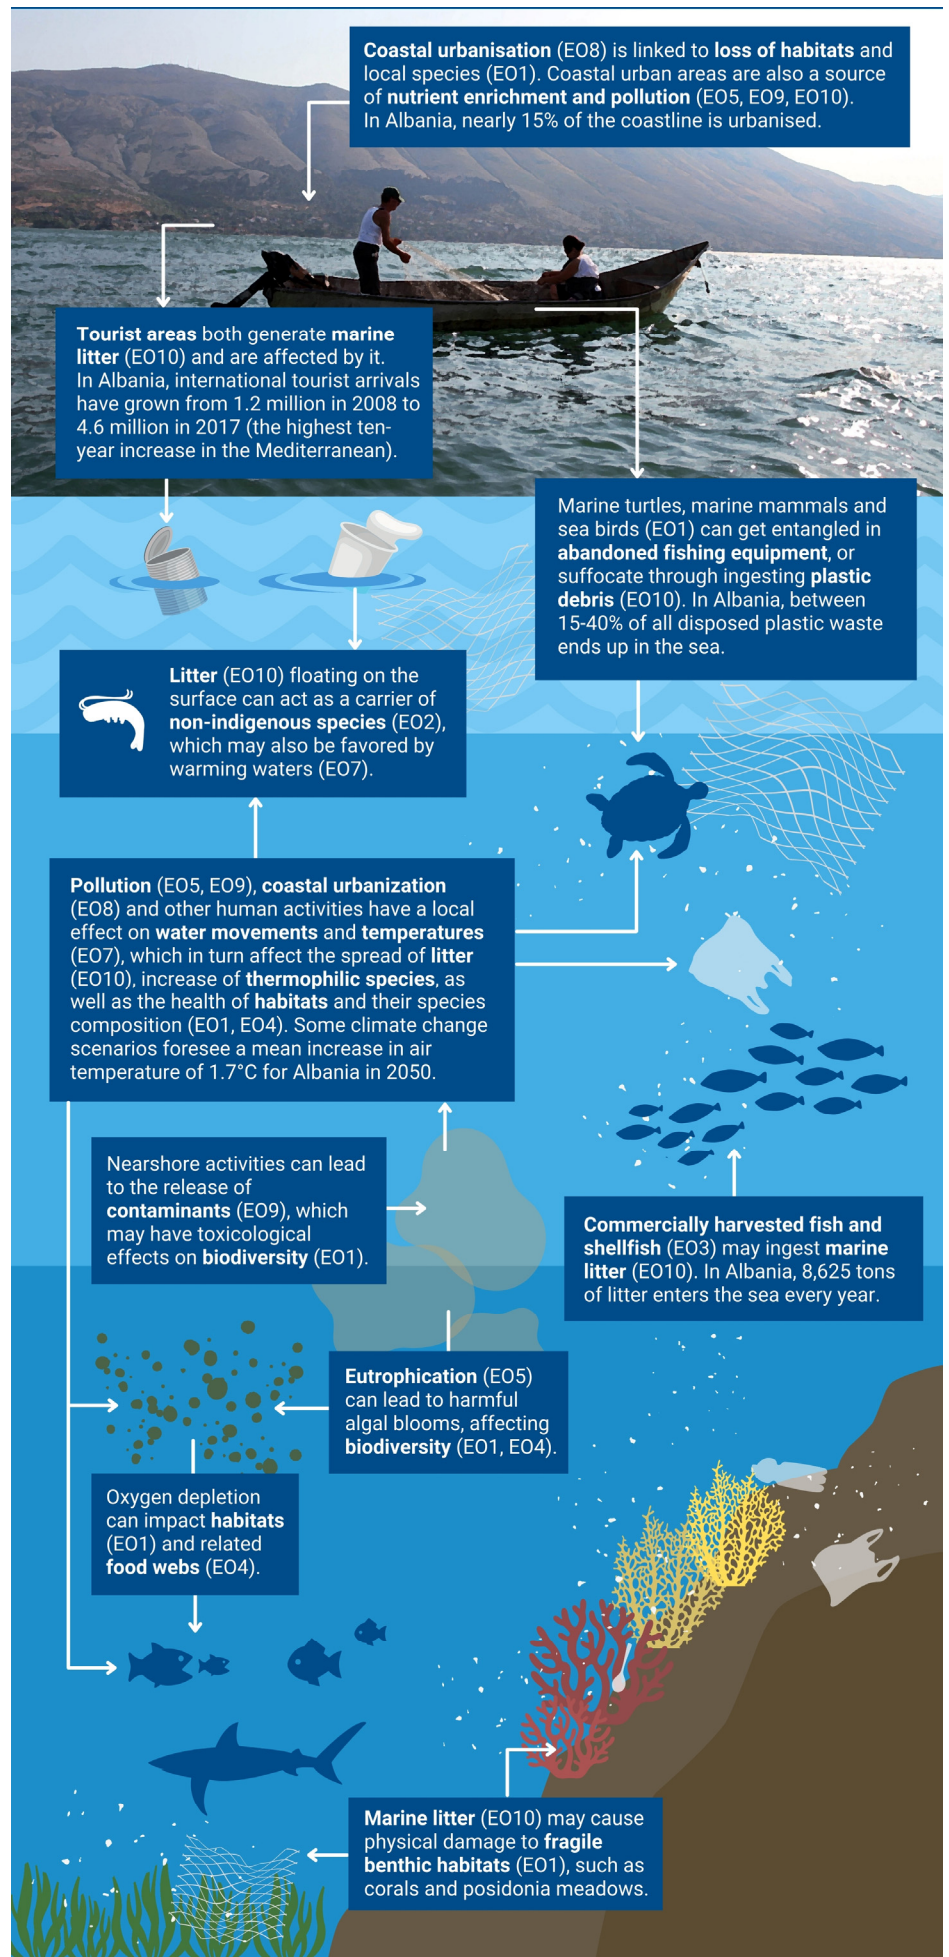 Coastal urbanisation (EO8) is linked to loss of habitats and
local species (EO1). Coastal urban areas are also a source
of nutrient enrichment and pollution (EO5, EO9, EO10).
In Albania, nearly 15% of the coastline is urbanised.
Tourist areas both generate marine
litter (EO10) and are affected by it.
In Albania, international tourist arrivals
have grown from 1.2 million in 2008 to
4.6 million in 2017 (the highest ten-
year increase in the Mediterranean).
Marine turtles, marine mammals and
sea birds (EO1) can get entangled in
abandoned fishing equipment, or
suffocate through ingesting plastic
debris (EO10). In Albania, between
15-40% of all disposed plastic waste
ends up in the sea.
Litter (EO10) floating on the
surface can act as a carrier of
non-indigenous species (EO2),
which may also be favored by
warming waters (EO7).
Pollution (EO5, EO9), coastal urbanization
(EO8) and other human activities have a local
effect on water movements and temperatures
(EO7), which in turn affect the spread of litter
(EO10), increase of thermophilic species, as
well as the health of habitats and their species
composition (EO1, EO4). Some climate change
scenarios foresee a mean increase in air
temperature of 1.7°C for Albania in 2050.
Nearshore activities can lead
to the release of
contaminants (EO9), which
may have toxicological
effects on biodiversity (EO1).
Commercially harvested fish and
shellfish (EO3) may ingest marine
litter (EO10). In Albania, 8,625 tons
of litter enters the sea every year.
Eutrophication (EO5)
can lead to harmful
algal blooms, affecting
biodiversity (EO1, EO4).
Oxygen depletion
can impact habitats
(EO1) and related
food webs (EO4).
Marine litter (EO10) may cause
physical damage to fragile
benthic habitats (EO1), such as
corals and posidonia meadows.